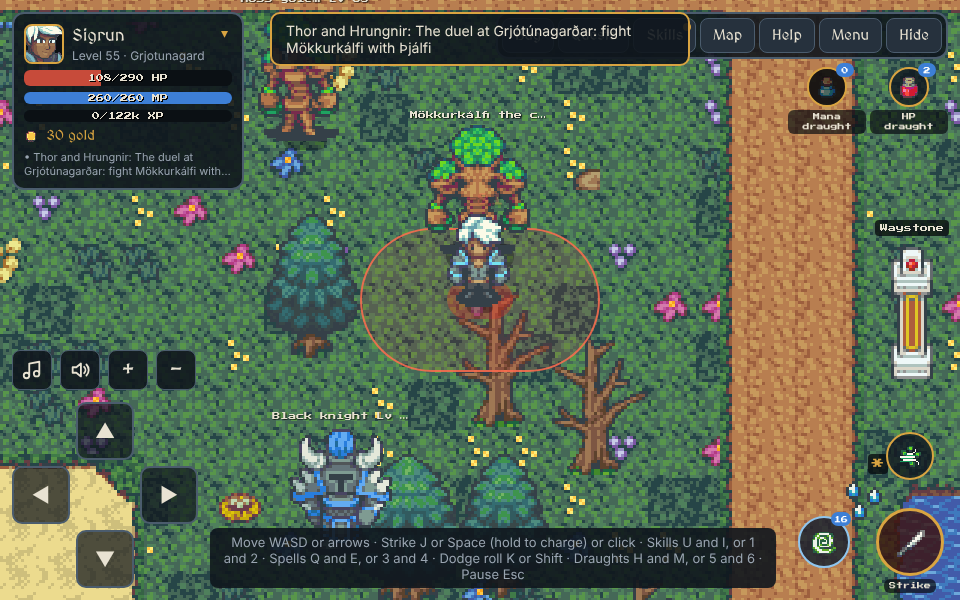 Sigrun
Level 55 · Grjotunagard
108/290 HP
260/260 MP
0/122k XP
30 gold
• Thor and Hrungnir: The duel at
Grjótúnagarðar: fight Mökkurkálfi with…
Thor and Hrungnir: The duel at Grjótúnagarðar: fight
Mökkurkálfi with Þjálfi
Skills
Map
Help
Menu
Hide
0
Mana
draught
2
HP
draught
Mökkurkálfi the c…
Waystone
Black knight Lv …
Move WASD or arrows · Strike J or Space (hold to charge) or click · Skills U and I, or 1
and 2 · Spells Q and E, or 3 and 4 · Dodge roll K or Shift · Draughts H and M, or 5 and 6 ·
Pause Esc
16
Strike